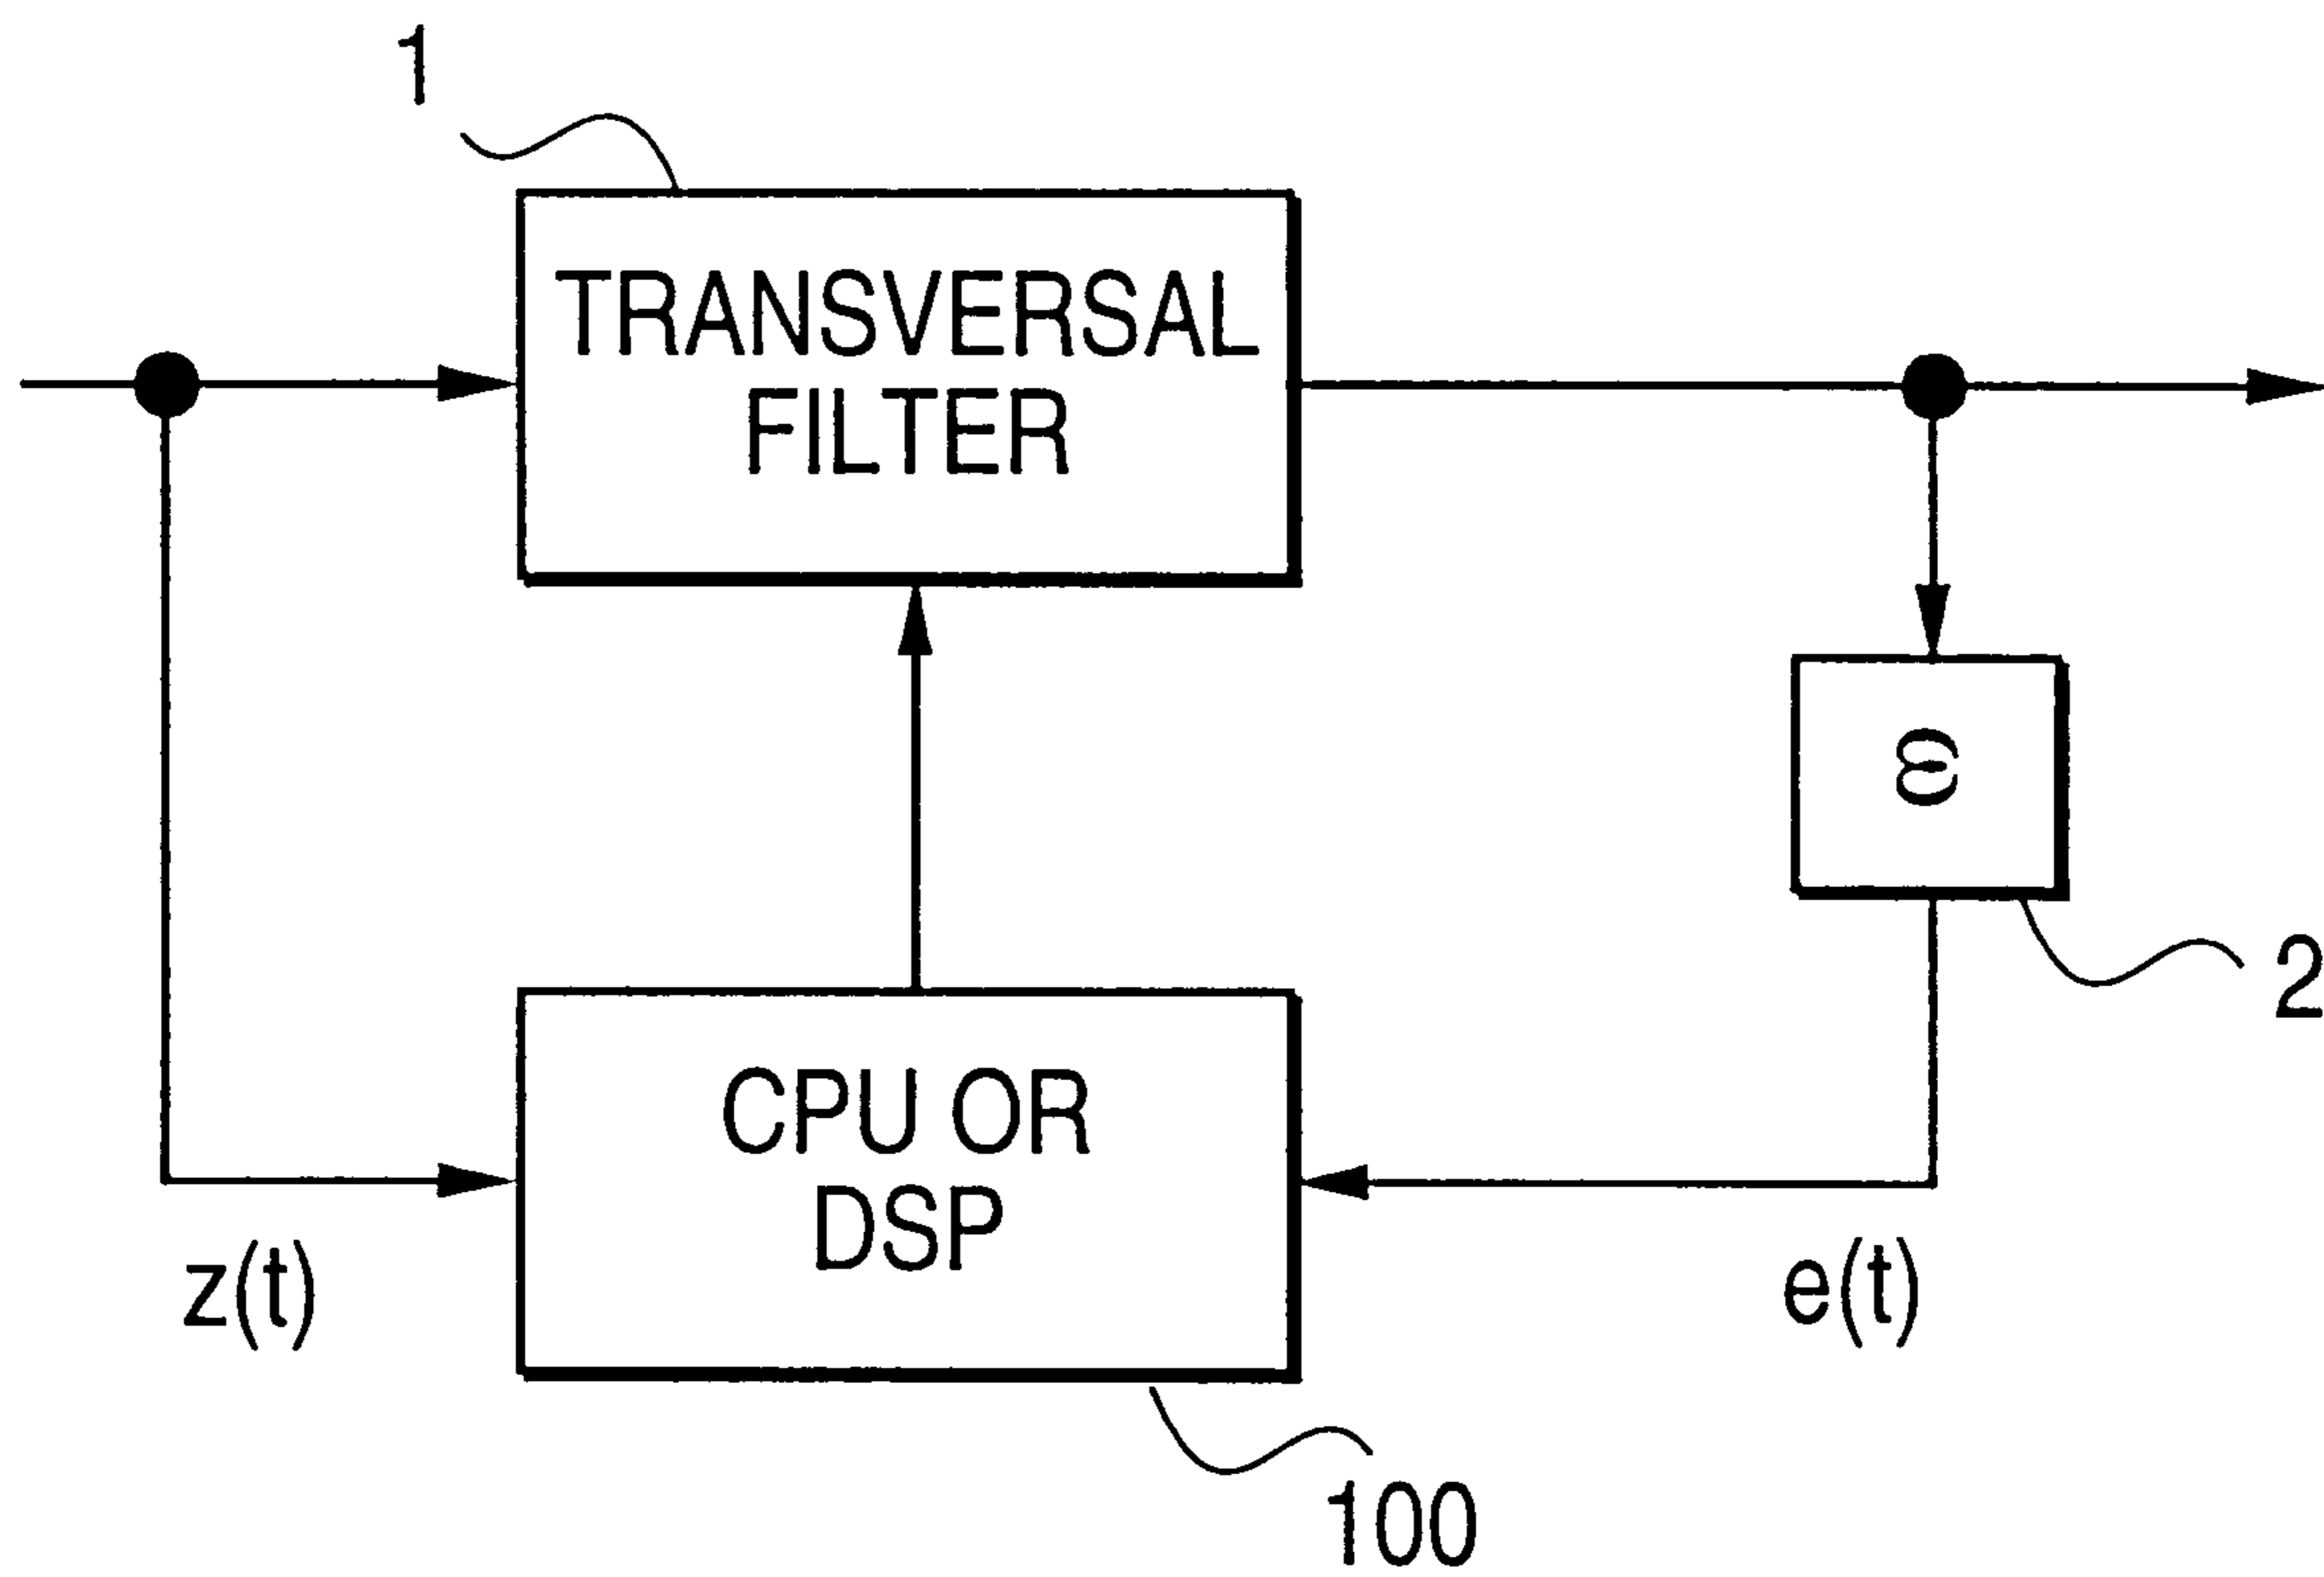 1
TRANSVERSAL
FILTER
ε
2
CPU OR
DSP
z(t)
e(t)
100